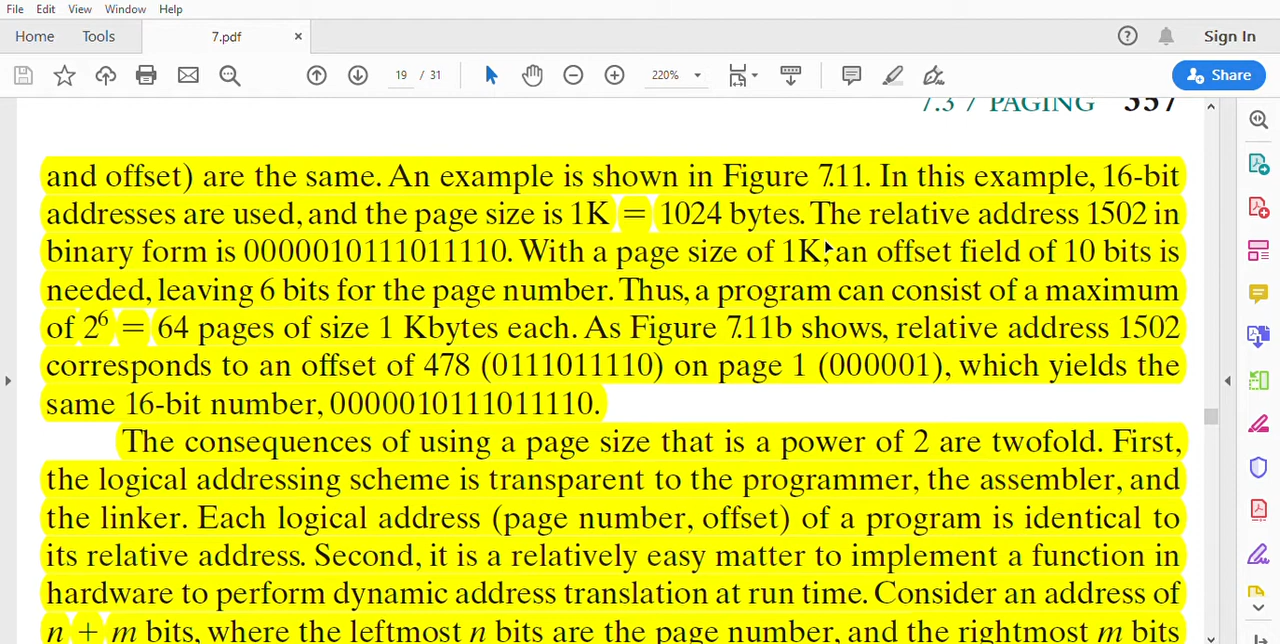 File Edit View Window Help
Home Tools 7.pdf × Sign In
19 / 31 220% Share
7.3 / PAGING 357
and offset) are the same. An example is shown in Figure 7.11. In this example, 16-bit
addresses are used, and the page size is 1K = 1024 bytes. The relative address 1502 in
binary form is 0000010111011110. With a page size of 1K, an offset field of 10 bits is
needed, leaving 6 bits for the page number. Thus, a program can consist of a maximum
of 2⁶ = 64 pages of size 1 Kbytes each. As Figure 7.11b shows, relative address 1502
corresponds to an offset of 478 (0111011110) on page 1 (000001), which yields the
same 16-bit number, 0000010111011110.
The consequences of using a page size that is a power of 2 are twofold. First,
the logical addressing scheme is transparent to the programmer, the assembler, and
the linker. Each logical address (page number, offset) of a program is identical to
its relative address. Second, it is a relatively easy matter to implement a function in
hardware to perform dynamic address translation at run time. Consider an address of
n + m bits, where the leftmost n bits are the page number, and the rightmost m bits